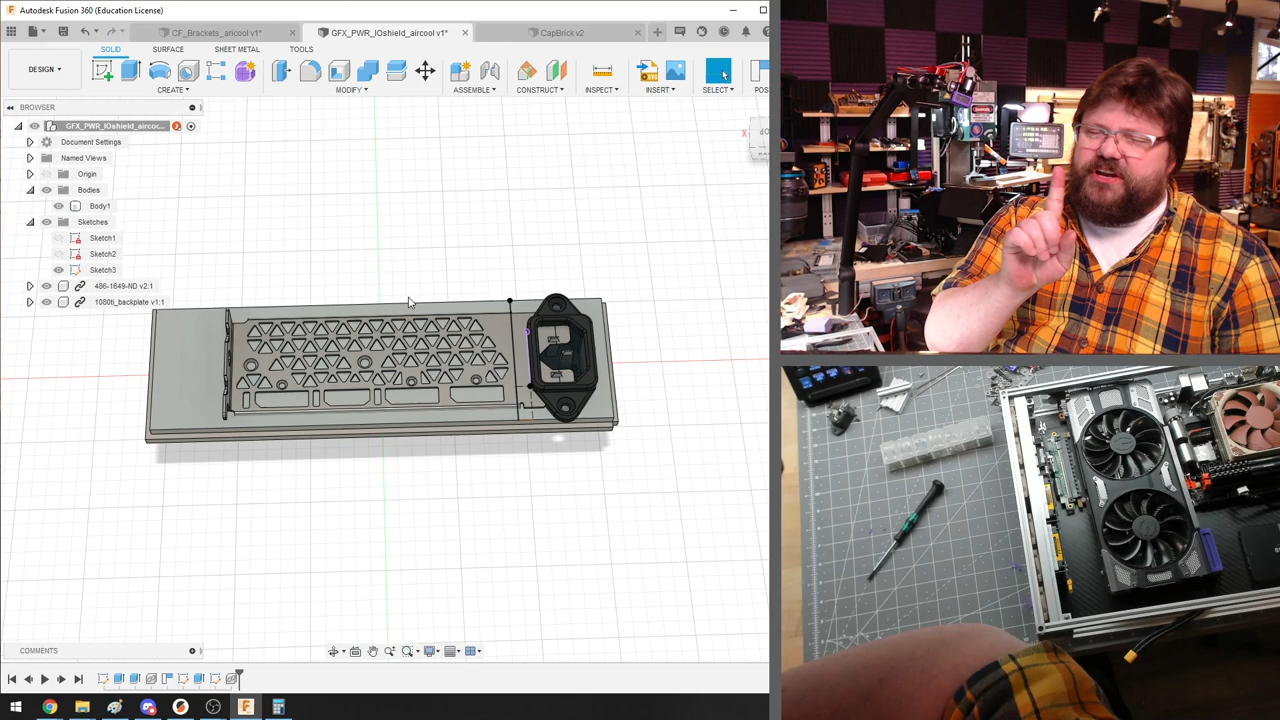 Autodesk Fusion 360 (Education License)
CF_Brackets_aircool v1*
GFX_PWR_IOshield_aircool v1*
CapBrick v2
SOLID
SURFACE
SHEET METAL
TOOLS
DESIGN
CREATE
MODIFY
ASSEMBLE
CONSTRUCT
INSPECT
INSERT
SELECT
POS
BROWSER
GFX_PWR_IOshield_aircoo...
Document Settings
Named Views
Origin
Bodies
Body1
Sketches
Sketch1
Sketch2
Sketch3
486-1649-ND v2:1
1080ti_backplate v1:1
X
COMMENTS